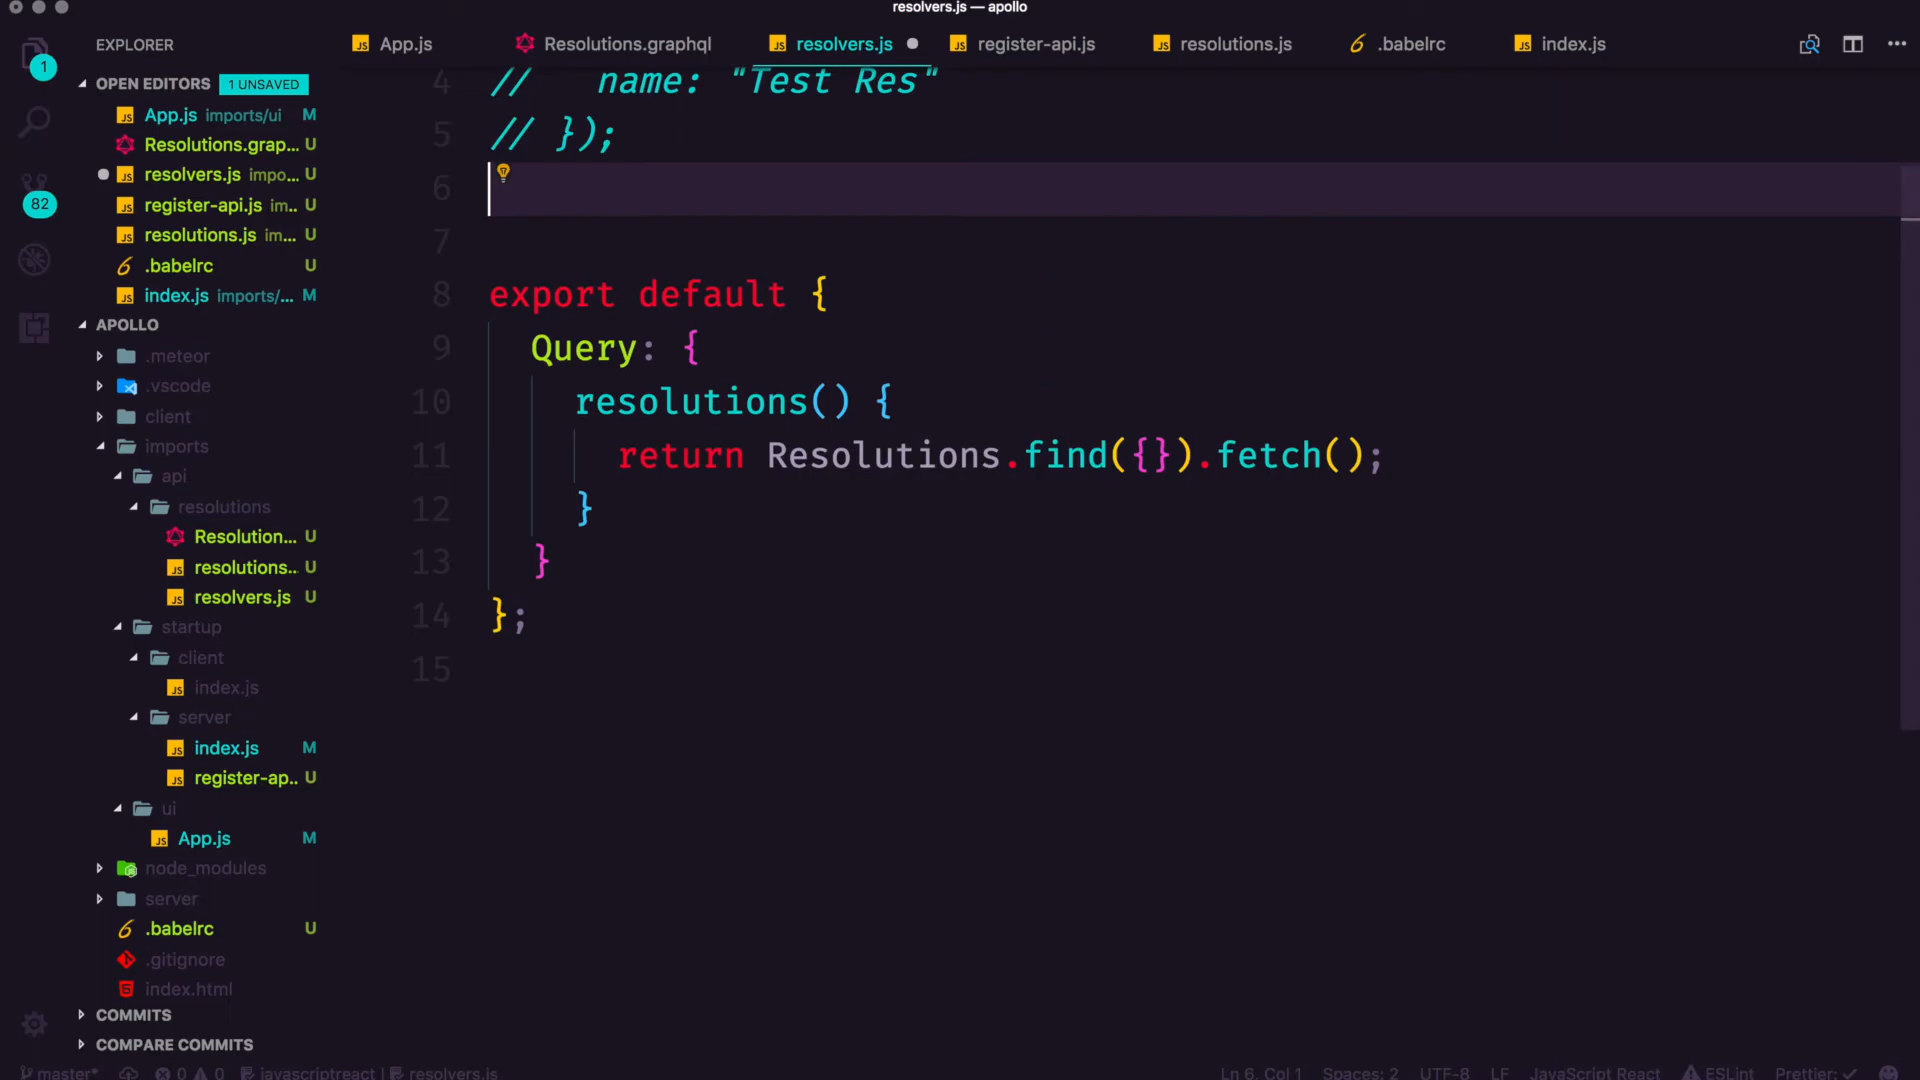 resolvers.js — apollo
EXPLORER
App.js
Resolutions.graphql
resolvers.js
register-api.js
resolutions.js
.babelrc
index.js
1
OPEN EDITORS 1 UNSAVED
App.js imports/ui M
Resolutions.grap... U
resolvers.js impo... U
register-api.js im.. U
resolutions.js im... U
.babelrc U
index.js imports/... M
82
APOLLO
.meteor
.vscode
client
imports
api
resolutions
Resolution... U
resolutions.. U
resolvers.js U
startup
client
index.js
server
index.js M
register-ap.. U
ui
App.js M
node_modules
server
.babelrc U
.gitignore
index.html
COMMITS
COMPARE COMMITS
4 //   name: "Test Res"
5 // });
6
7
8 export default {
9   Query: {
10     resolutions() {
11       return Resolutions.find({}).fetch();
12     }
13   }
14 };
15
master* 0 0 javascriptreact | resolvers.js
Ln 6, Col 1 Spaces: 2 UTF-8 LF JavaScript React ESLint Prettier: ✓